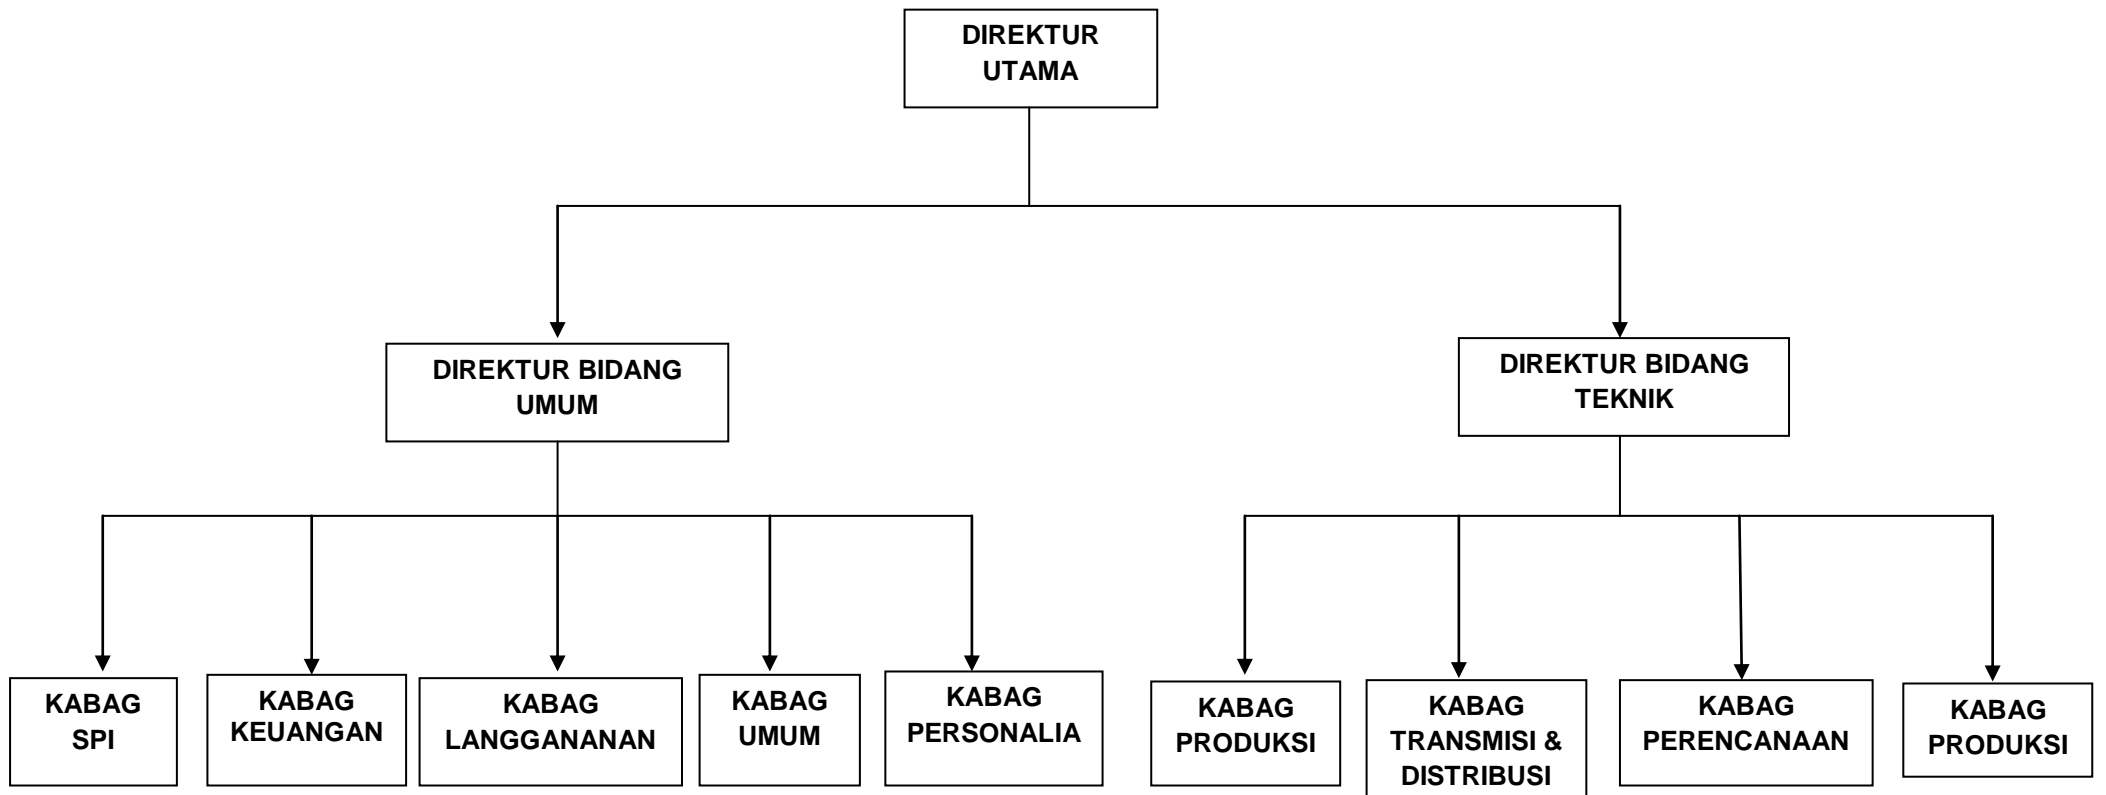 DIREKTUR
UTAMA
DIREKTUR BIDANG
UMUM
DIREKTUR BIDANG
TEKNIK
KABAG
SPI
KABAG
KEUANGAN
KABAG
LANGGANANAN
KABAG
UMUM
KABAG
PERSONALIA
KABAG
PRODUKSI
KABAG
TRANSMISI &
DISTRIBUSI
KABAG
PERENCANAAN
KABAG
PRODUKSI